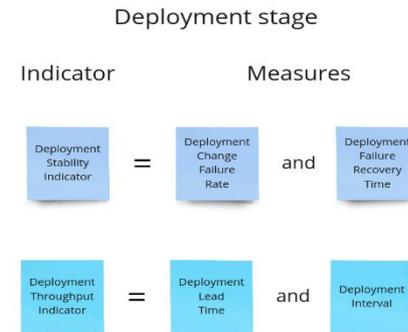 Deployment stage
Indicator Measures
Deployment
Stability
Indicator
=
Deployment
Change
Failure
Rate
and
Deployment
Failure
Recovery
Time
Deployment
Throughput
Indicator
=
Deployment
Lead
Time
and
Deployment
Interval